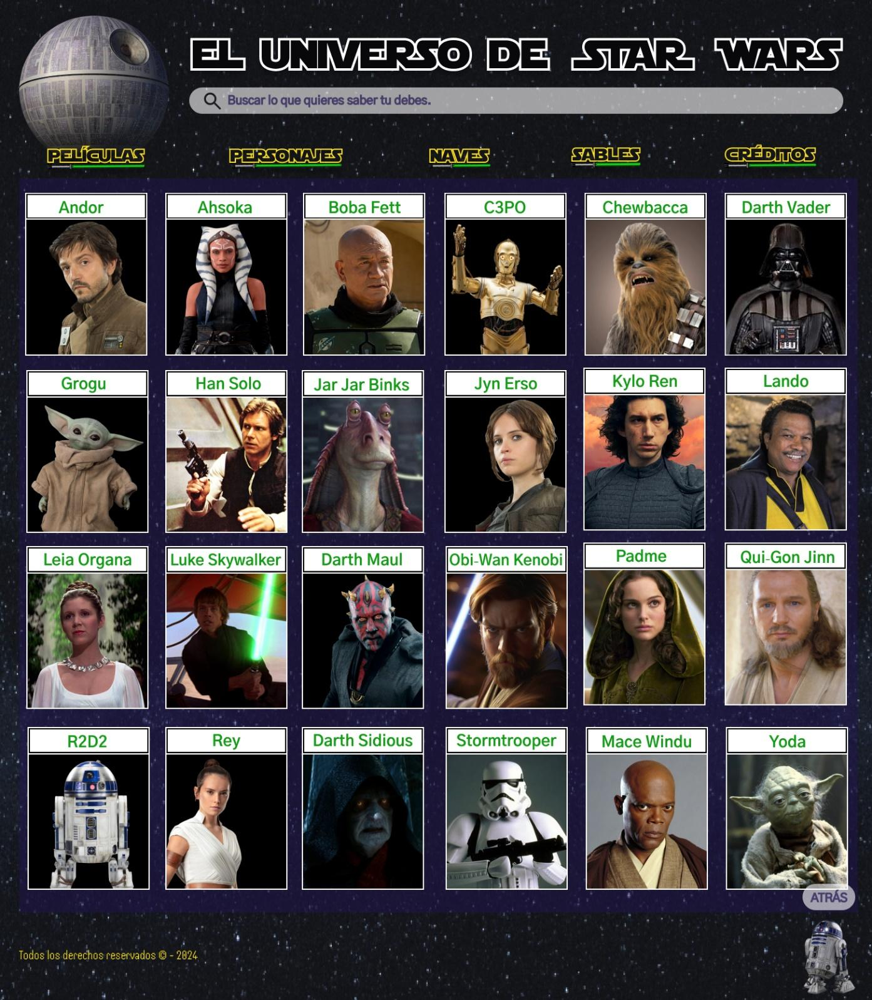 EL UNIVERSO DE STAR WARS
Buscar lo que quieres saber tu debes.
PELÍCULAS PERSONAJES NAVES SABLES CRÉDITOS
Andor Ahsoka Boba Fett C3PO Chewbacca Darth Vader
Grogu Han Solo Jar Jar Binks Jyn Erso Kylo Ren Lando
Leia Organa Luke Skywalker Darth Maul Obi-Wan Kenobi Padme Qui-Gon Jinn
R2D2 Rey Darth Sidious Stormtrooper Mace Windu Yoda
ATRÁS
Todos los derechos reservados © - 2024